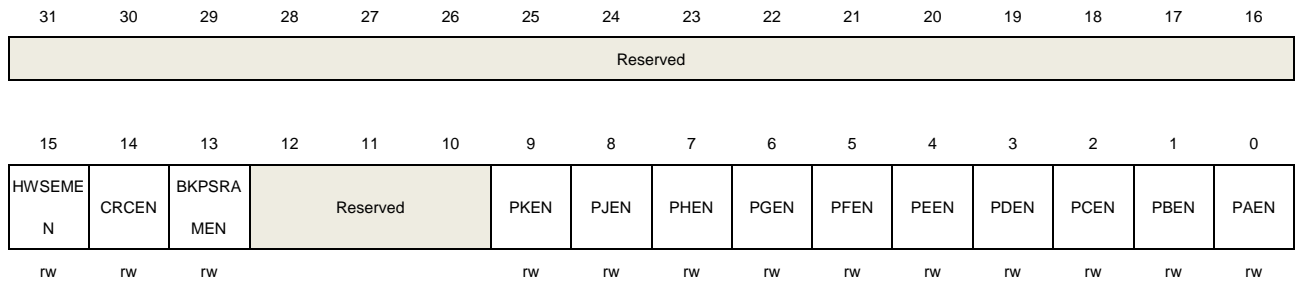 31 30 29 28 27 26 25 24 23 22 21 20 19 18 17 16
Reserved
15 14 13 12 11 10 9 8 7 6 5 4 3 2 1 0
HWSEME
N
CRCEN
BKPSRA
MEN
Reserved
PKEN
PJEN
PHEN
PGEN
PFEN
PEEN
PDEN
PCEN
PBEN
PAEN
rw rw rw rw rw rw rw rw rw rw rw rw rw